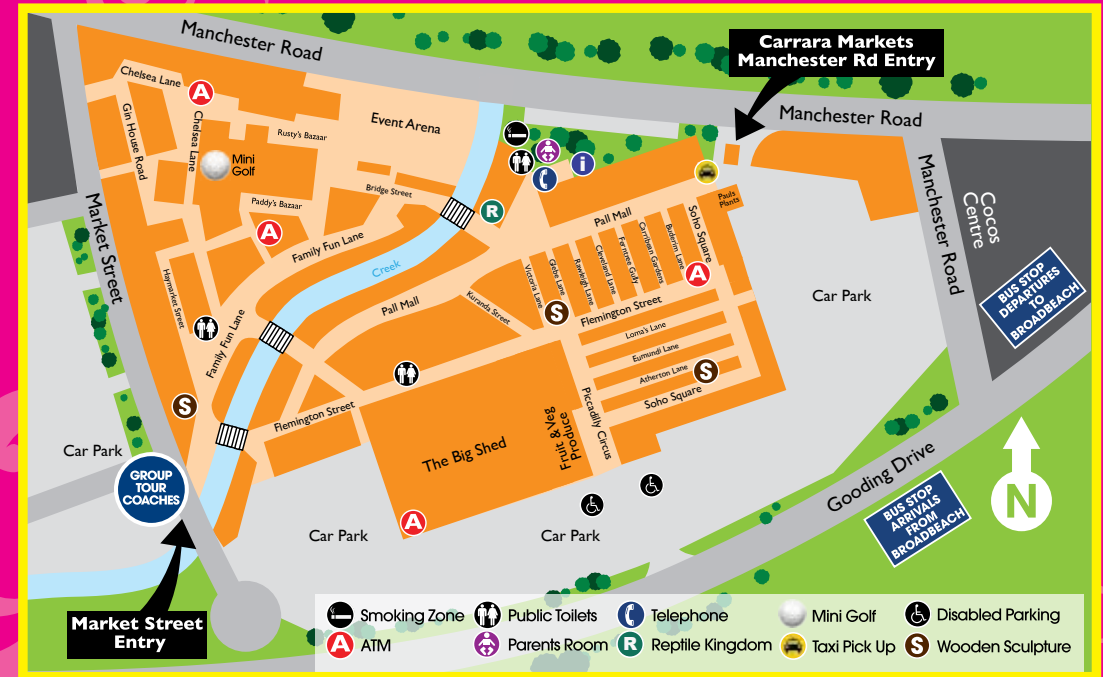 Manchester Road
Carrara Markets
Manchester Rd Entry
Manchester Road
Chelsea Lane
A
Gin House Road
Chelsea Lane
Rusty's Bazaar
Event Arena
Mini
Golf
Paddy's Bazaar
Bridge Street
A
Family Fun Lane
R
i
Pauls
Plants
Pall Mall
Soho Square
Manchester Road
Cocos
Centre
Market Street
Haymarket Street
Family Fun Lane
Creek
Pall Mall
Kuranda Street
Victoria Lane
Glebe Lane
Rawleigh Lane
Cleveland Lane
Ferntree Gully
Carribean Gardens
Buderim Lane
A
S
Flemington Street
Loma's Lane
Eumundi Lane
Atherton Lane
S
Soho Square
Car Park
BUS STOP
DEPARTURES
TO
BROADBEACH
S
Flemington Street
The Big Shed
Fruit & Veg
Produce
Piccadilly Circus
A
Car Park
GROUP
TOUR
COACHES
Car Park
Car Park
Gooding Drive
BUS STOP
ARRIVALS
FROM
BROADBEACH
N
Market Street
Entry
Smoking Zone
Public Toilets
Telephone
Mini Golf
Disabled Parking
A ATM
Parents Room
R Reptile Kingdom
Taxi Pick Up
S Wooden Sculpture